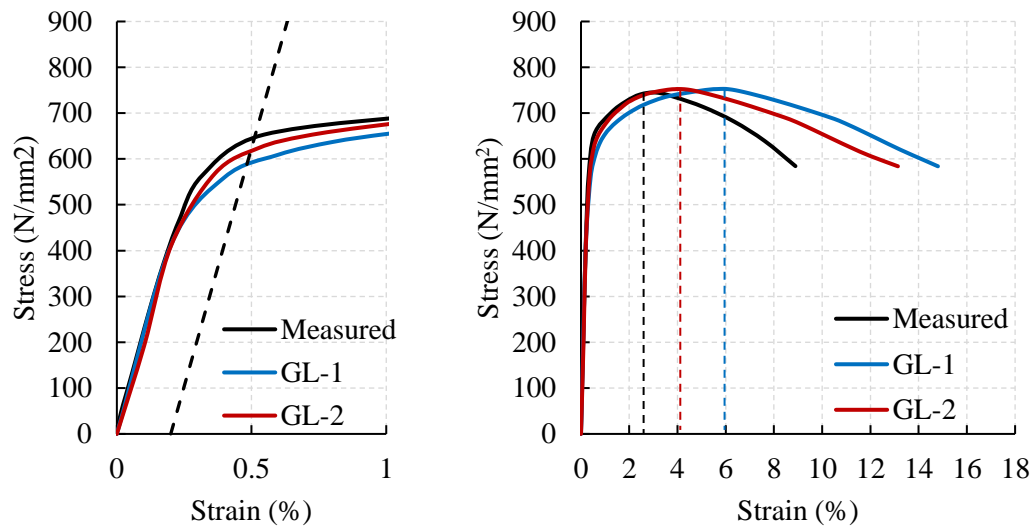 900
800
700
600
500
400
300
200
100
0
Stress (N/mm2)
Measured
GL-1
GL-2
0 0.5 1
Strain (%)
900
800
700
600
500
400
300
200
100
0
Stress (N/mm²)
Measured
GL-1
GL-2
0 2 4 6 8 10 12 14 16 18
Strain (%)